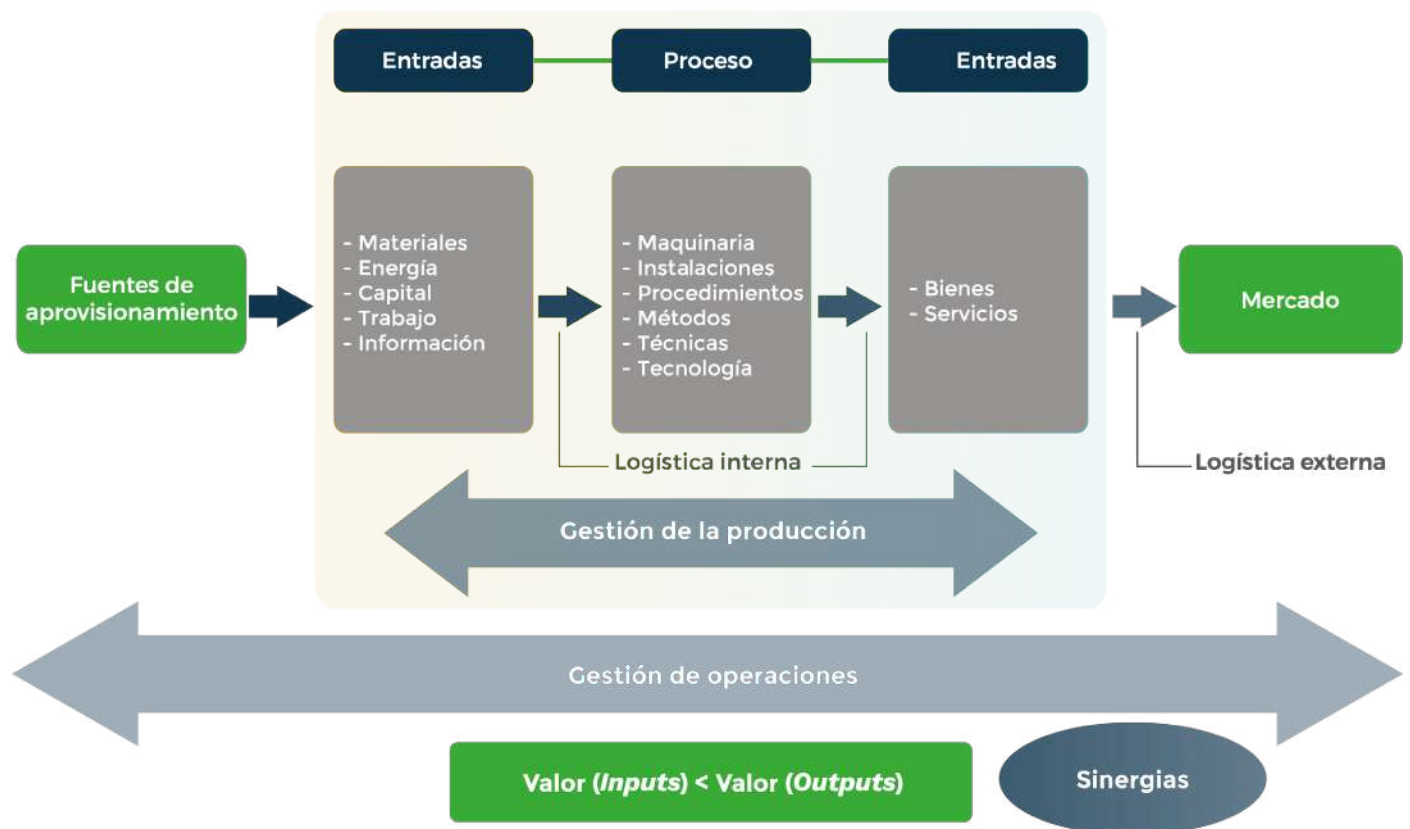 Entradas
Proceso
Entradas
Fuentes de
aprovisionamiento
- Materiales
- Energía
- Capital
- Trabajo
- Información
- Maquinaria
- Instalaciones
- Procedimientos
- Métodos
- Técnicas
- Tecnología
- Bienes
- Servicios
Mercado
Logística interna
Logística externa
Gestión de la producción
Gestión de operaciones
Valor (Inputs) < Valor (Outputs)
Sinergias